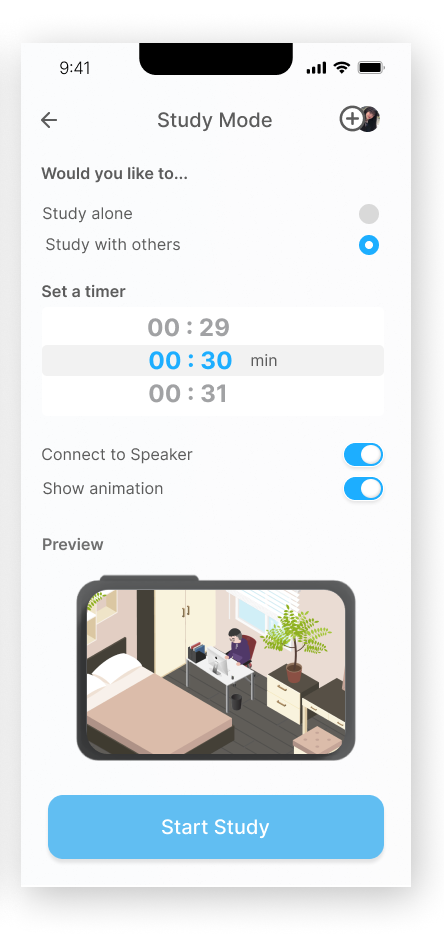 9:41
Study Mode
Would you like to...
Study alone
Study with others
Set a timer
00 : 29
00 : 30 min
00 : 31
Connect to Speaker
Show animation
Preview
Start Study